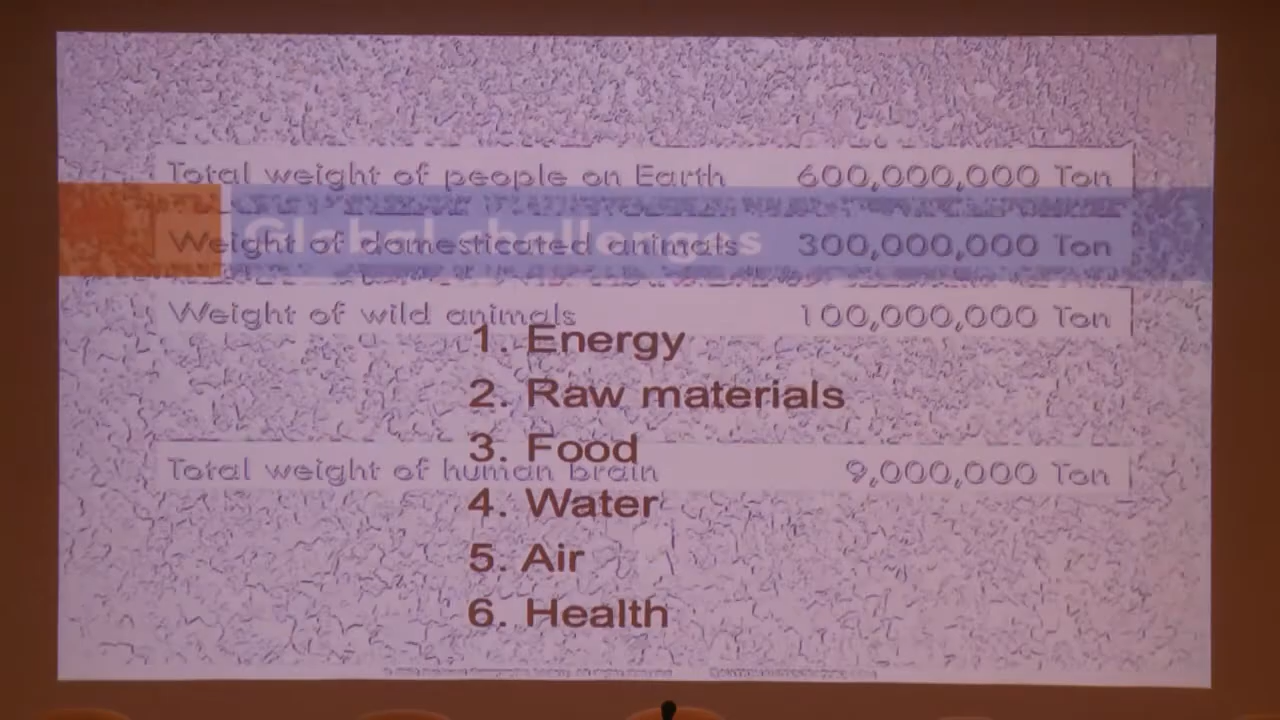 Total weight of people on Earth 600,000,000 Ton
Global challenges
Weight of domesticated animals 300,000,000 Ton
Weight of wild animals 100,000,000 Ton
1. Energy
2. Raw materials
3. Food
Total weight of human brain 9,000,000 Ton
4. Water
5. Air
6. Health